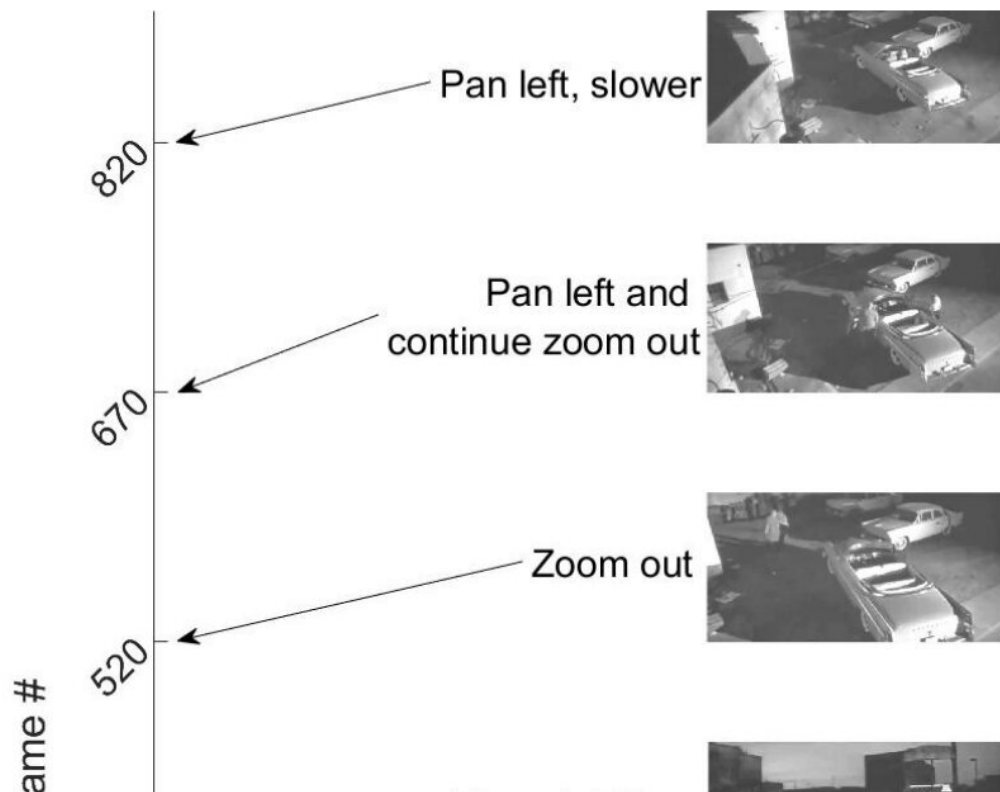 Pan left, slower
820
Pan left and
continue zoom out
670
Zoom out
520
ame #